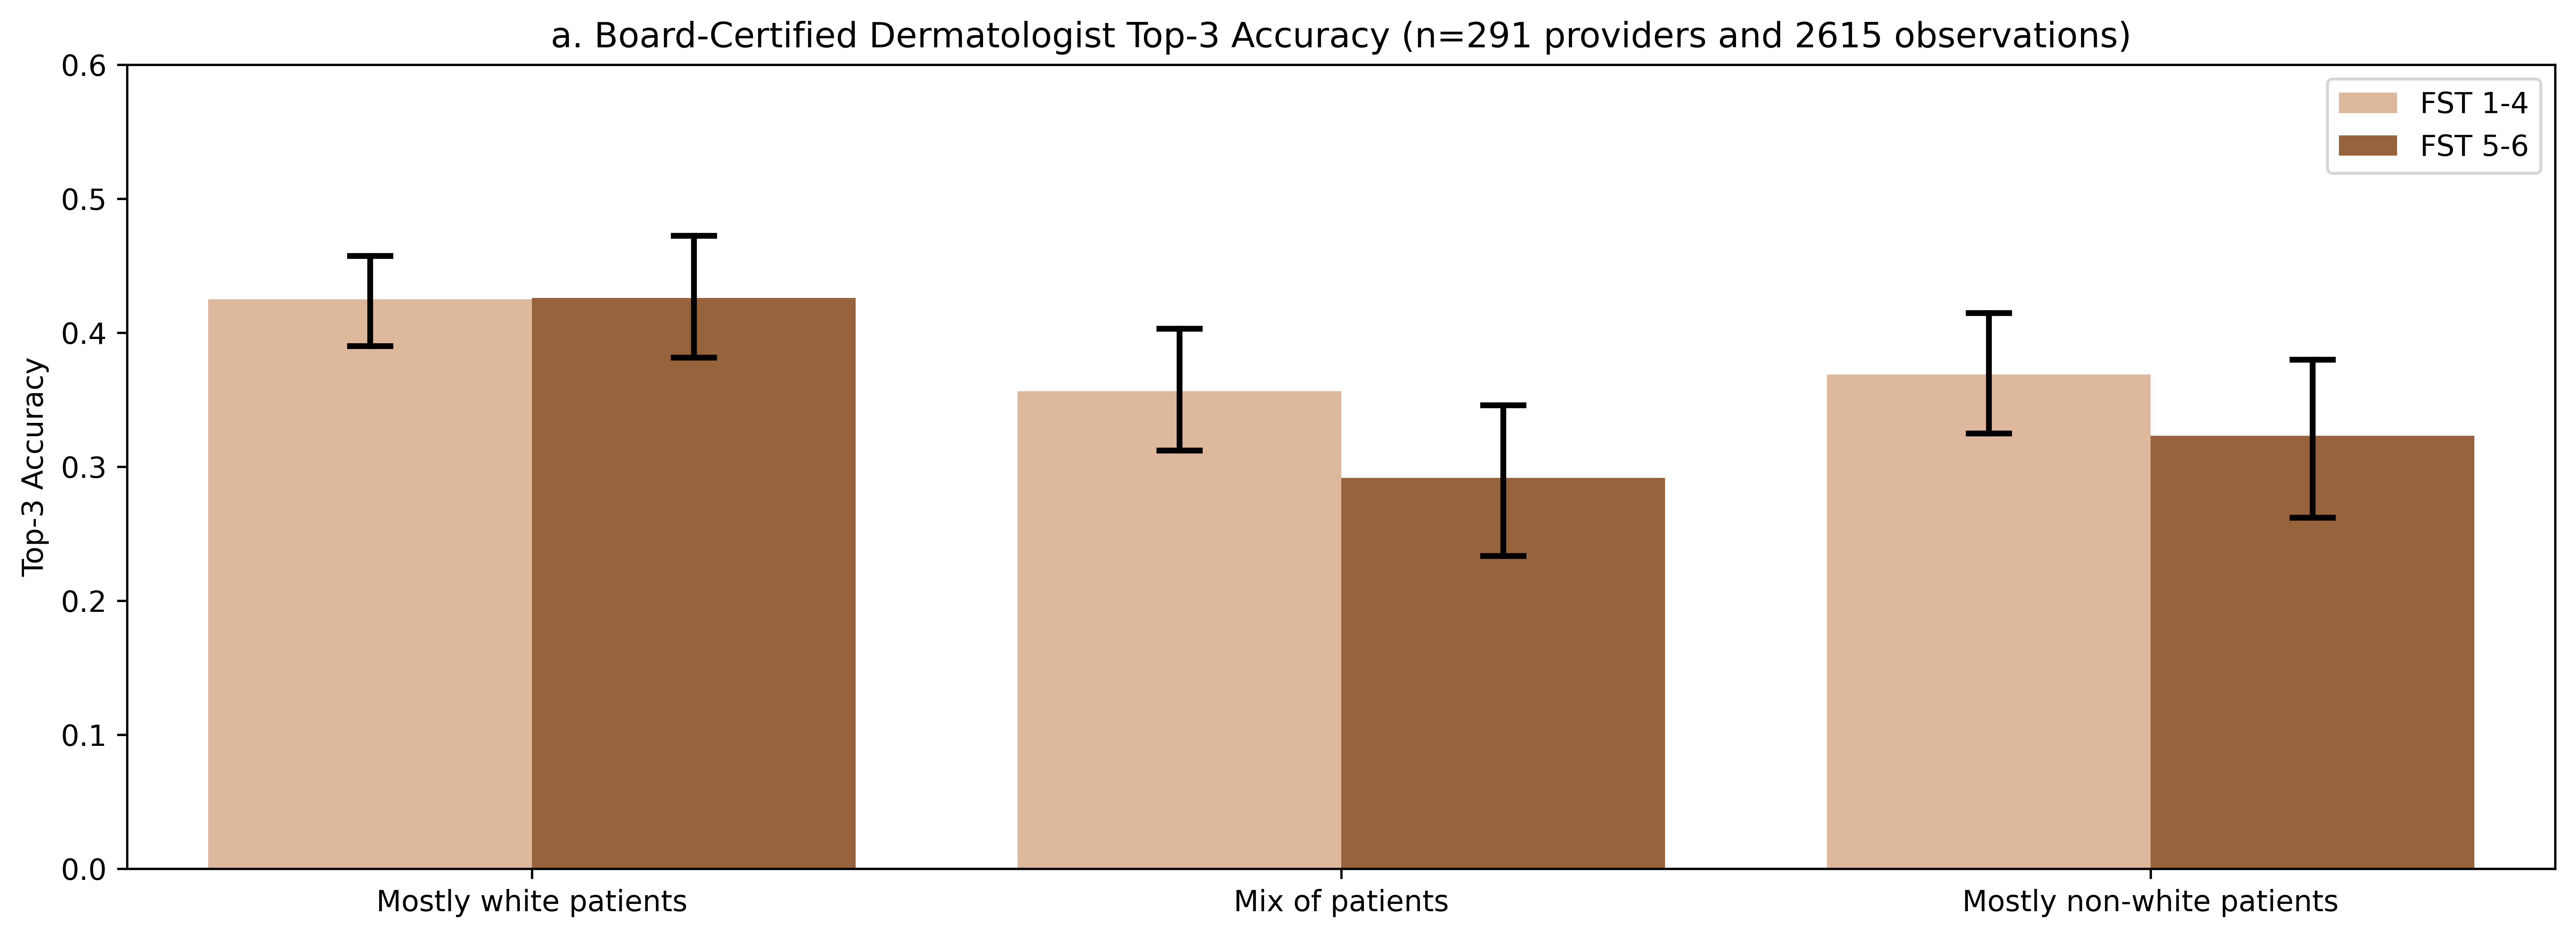 a. Board-Certified Dermatologist Top-3 Accuracy (n=291 providers and 2615 observations)
FST 1-4
FST 5-6
Top-3 Accuracy
0.6
0.5
0.4
0.3
0.2
0.1
0.0
Mostly white patients
Mix of patients
Mostly non-white patients